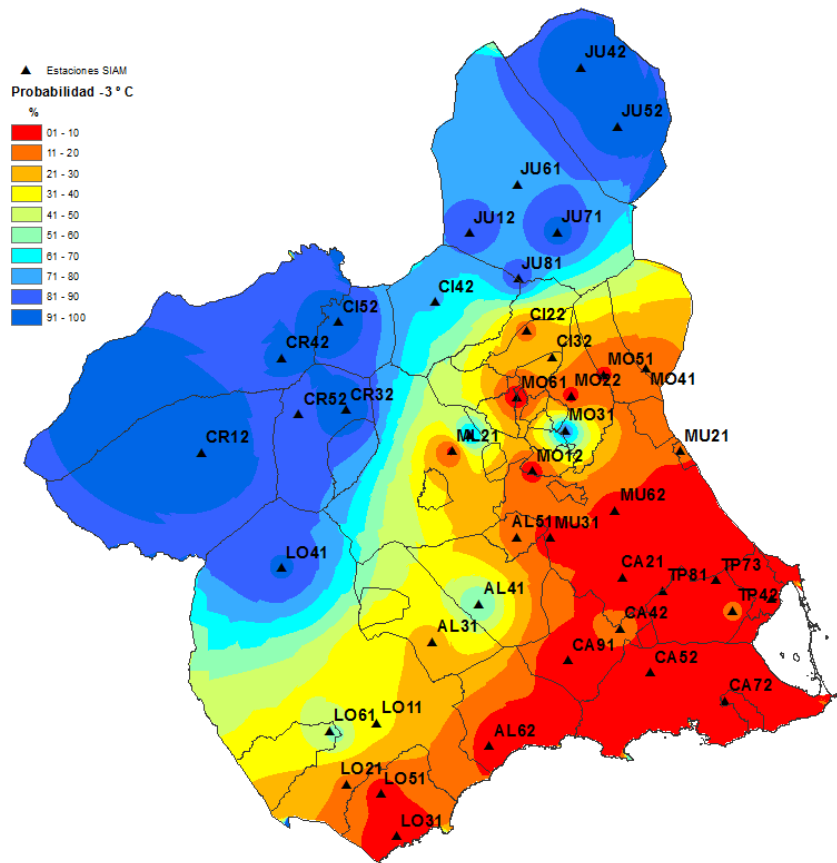 Estaciones SIAM
Probabilidad -3 º C
%
01 - 10
11 - 20
21 - 30
31 - 40
41 - 50
51 - 60
61 - 70
71 - 80
81 - 90
91 - 100
JU42
JU52
JU61
JU12
JU71
JU81
CI42
CI52
CI22
CR42
CI32
MO51
MO41
MO61
MO22
CR52
CR32
MO31
CR12
ML21
MU21
MO12
MU62
AL51
MU31
LO41
CA21
TP81
TP73
AL41
TP42
CA42
AL31
CA91
CA52
CA72
LO61
LO11
AL62
LO21
LO51
LO31